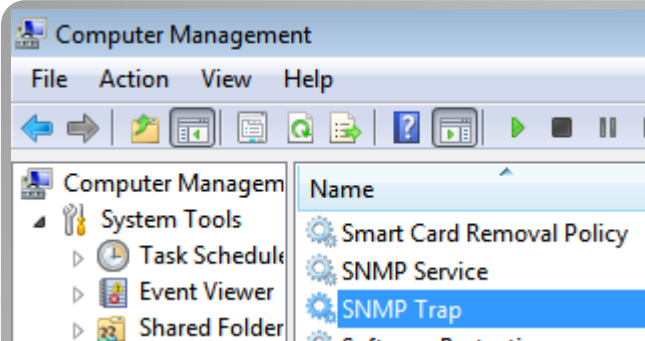 Computer Management
File Action View Help
Computer Managem
System Tools
Task Schedule
Event Viewer
Shared Folder
Name
Smart Card Removal Policy
SNMP Service
SNMP Trap